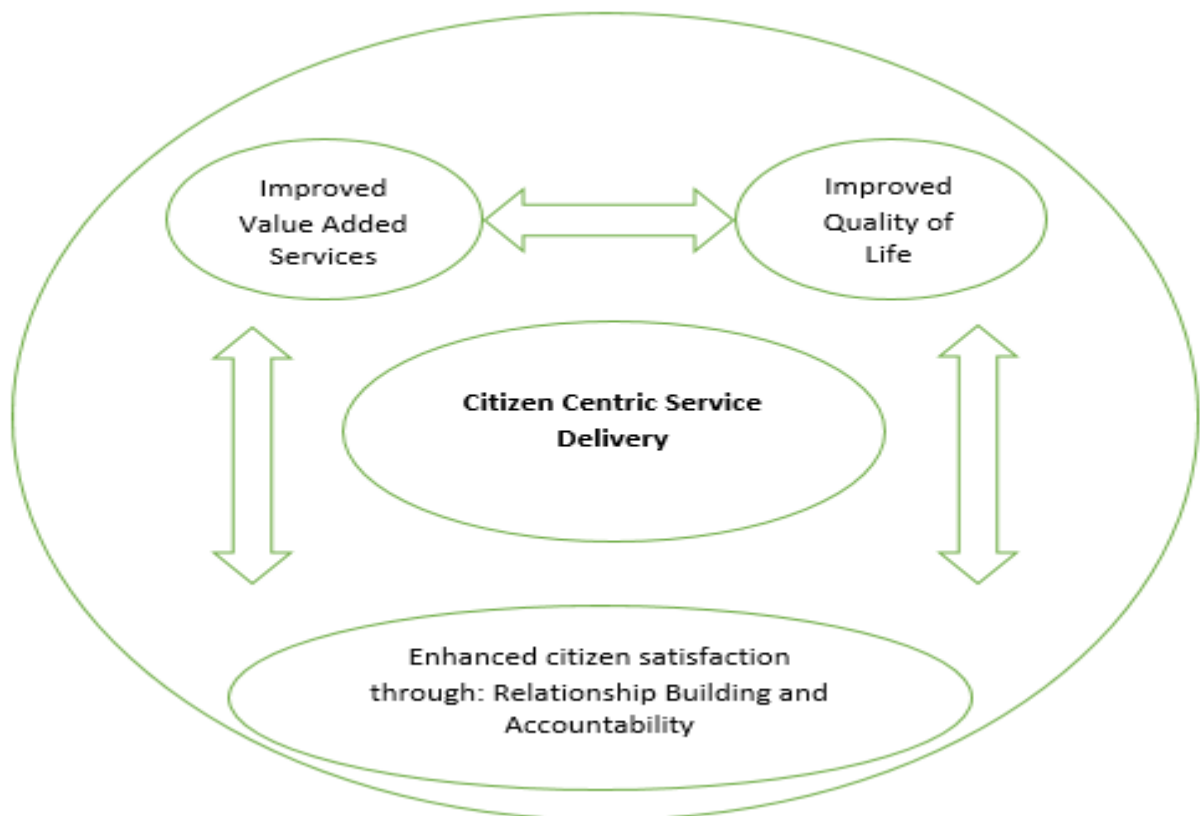 Improved
Value Added
Services
Improved
Quality of
Life
Citizen Centric Service
Delivery
Enhanced citizen satisfaction
through: Relationship Building and
Accountability